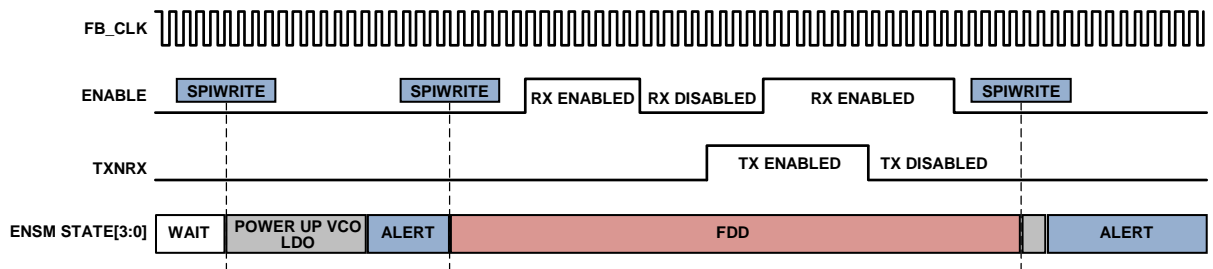 FB_CLK
ENABLE
SPIWRITE
SPIWRITE
RX ENABLED
RX DISABLED
RX ENABLED
SPIWRITE
TXNRX
TX ENABLED
TX DISABLED
ENSM STATE[3:0]
WAIT
POWER UP VCO
LDO
ALERT
FDD
ALERT